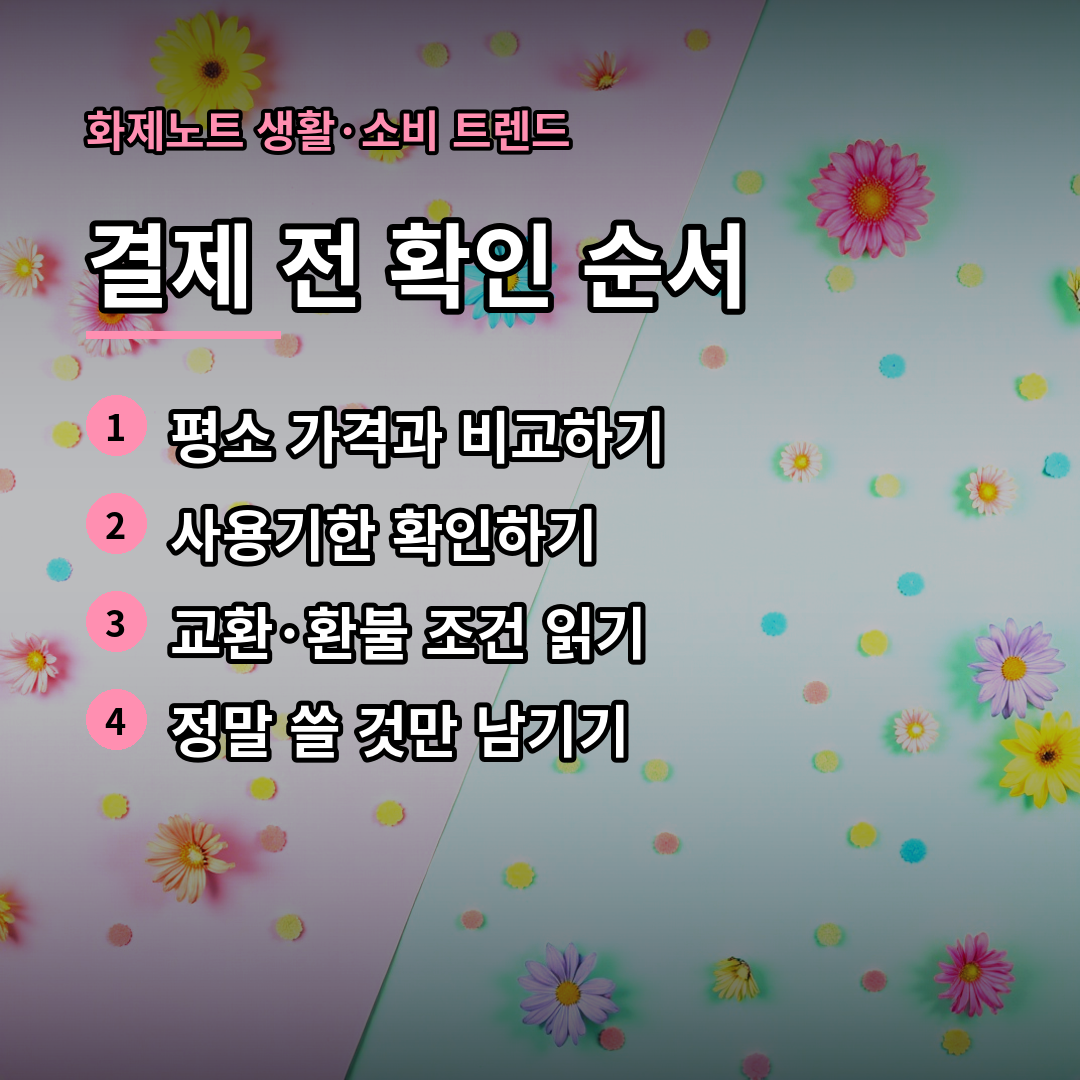 화제노트 생활·소비 트렌드
결제 전 확인 순서
1 평소 가격과 비교하기
2 사용기한 확인하기
3 교환·환불 조건 읽기
4 정말 쓸 것만 남기기